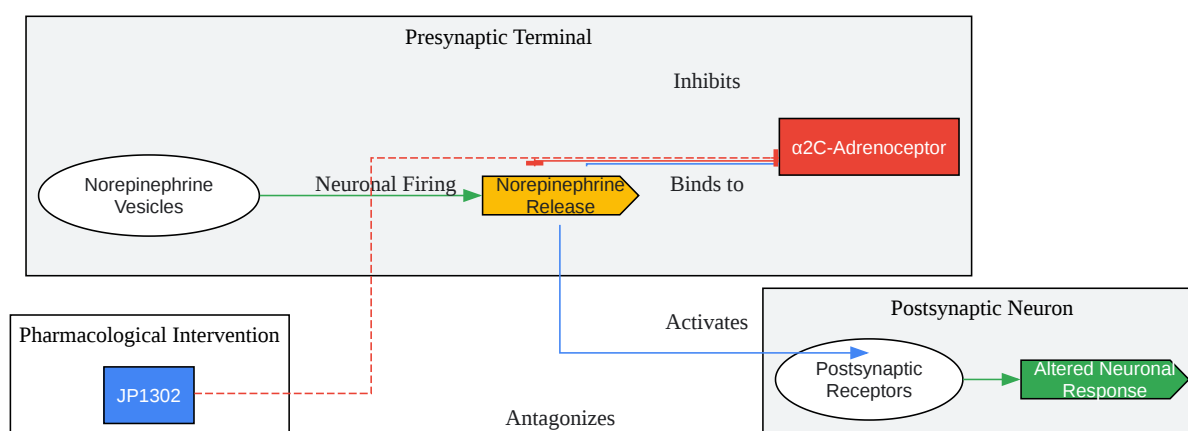 Presynaptic Terminal
Inhibits
α2C-Adrenoceptor
Norepinephrine
Vesicles
Neuronal Firing
Norepinephrine
Release
Binds to
Pharmacological Intervention
JP1302
Activates
Antagonizes
Postsynaptic Neuron
Postsynaptic
Receptors
Altered Neuronal
Response